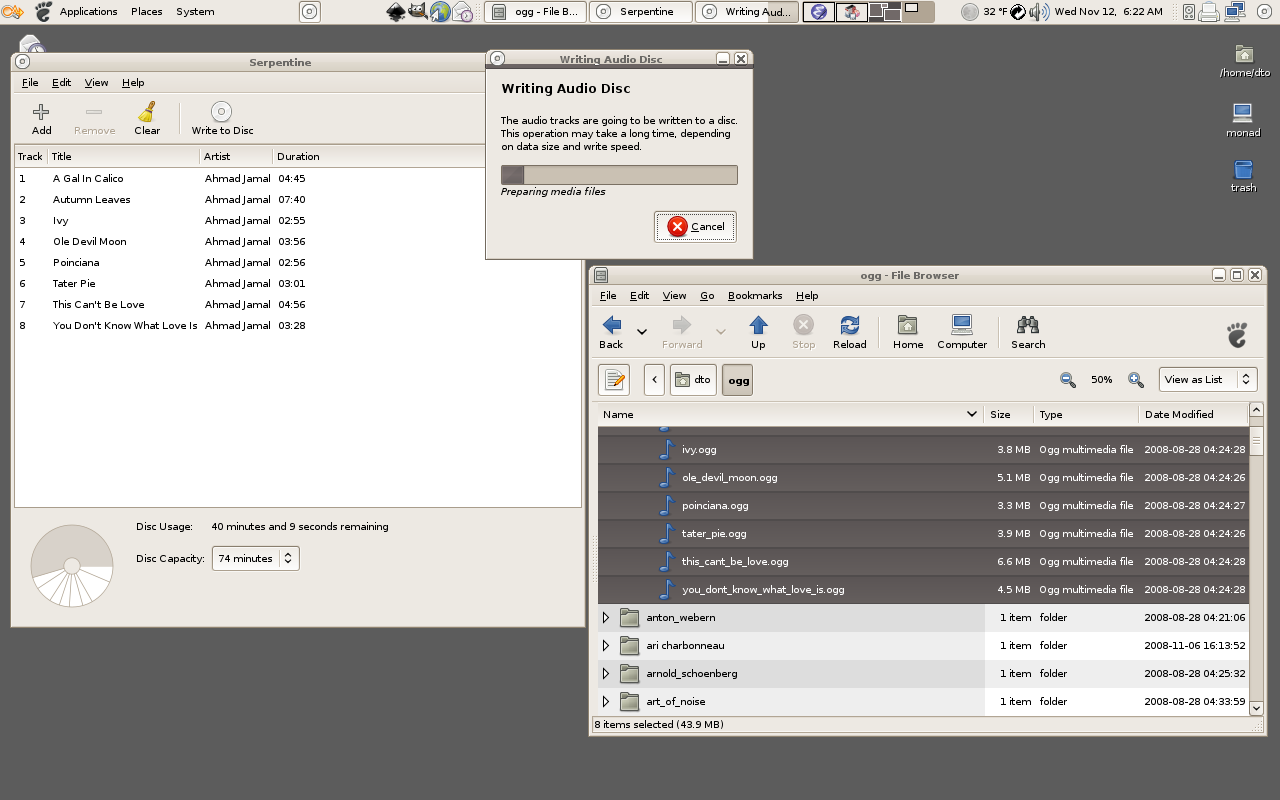 Applications Places System
ogg - File B...
Serpentine
Writing Aud...
32 °F
Wed Nov 12, 6:22 AM
Serpentine
File Edit View Help
Add Remove Clear Write to Disc
Track Title Artist Duration
1 A Gal In Calico Ahmad Jamal 04:45
2 Autumn Leaves Ahmad Jamal 07:40
3 Ivy Ahmad Jamal 02:55
4 Ole Devil Moon Ahmad Jamal 03:56
5 Poinciana Ahmad Jamal 02:56
6 Tater Pie Ahmad Jamal 03:01
7 This Can't Be Love Ahmad Jamal 04:56
8 You Don't Know What Love Is Ahmad Jamal 03:28
Disc Usage: 40 minutes and 9 seconds remaining
Disc Capacity: 74 minutes
Writing Audio Disc
Writing Audio Disc
The audio tracks are going to be written to a disc.
This operation may take a long time, depending
on data size and write speed.
Preparing media files
Cancel
/home/dto
monad
trash
ogg - File Browser
File Edit View Go Bookmarks Help
Back Forward Up Stop Reload Home Computer Search
dto ogg 50% View as List
Name Size Type Date Modified
ivy.ogg 3.8 MB Ogg multimedia file 2008-08-28 04:24:28
ole_devil_moon.ogg 5.1 MB Ogg multimedia file 2008-08-28 04:24:26
poinciana.ogg 3.3 MB Ogg multimedia file 2008-08-28 04:24:27
tater_pie.ogg 3.9 MB Ogg multimedia file 2008-08-28 04:24:26
this_cant_be_love.ogg 6.6 MB Ogg multimedia file 2008-08-28 04:24:28
you_dont_know_what_love_is.ogg 4.5 MB Ogg multimedia file 2008-08-28 04:24:28
anton_webern 1 item folder 2008-08-28 04:21:06
ari charbonneau 1 item folder 2008-11-06 16:13:52
arnold_schoenberg 1 item folder 2008-08-28 04:25:32
art_of_noise 1 item folder 2008-08-28 04:33:59
8 items selected (43.9 MB)